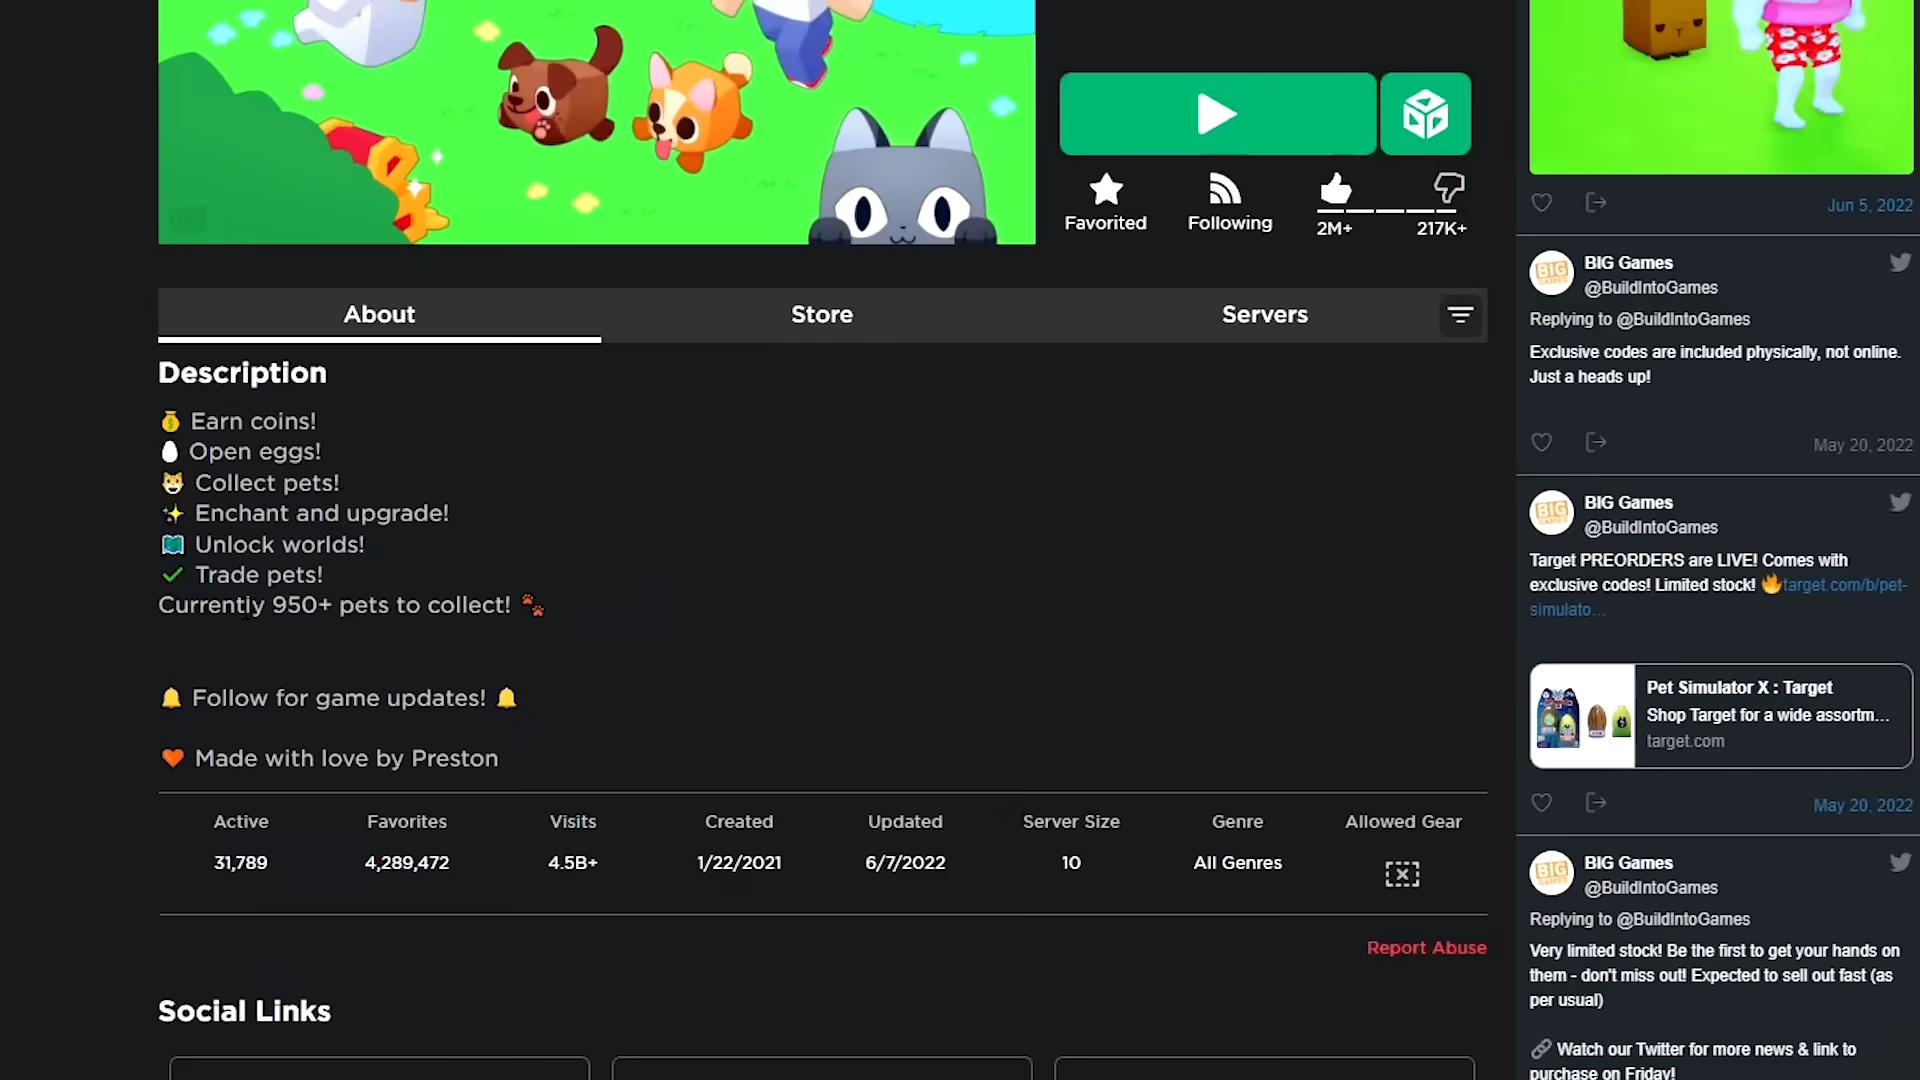 Favorited
Following
2M+
217K+
About
Store
Servers
Description
💰 Earn coins!
🥚 Open eggs!
😺 Collect pets!
✨ Enchant and upgrade!
🗺️ Unlock worlds!
✔️ Trade pets!
Currently 950+ pets to collect! 🐾
🔔 Follow for game updates! 🔔
🧡 Made with love by Preston
Active
Favorites
Visits
Created
Updated
Server Size
Genre
Allowed Gear
31,789
4,289,472
4.5B+
1/22/2021
6/7/2022
10
All Genres
Report Abuse
Social Links
Jun 5, 2022
BIG Games
@BuildIntoGames
Replying to @BuildIntoGames
Exclusive codes are included physically, not online.
Just a heads up!
May 20, 2022
BIG Games
@BuildIntoGames
Target PREORDERS are LIVE! Comes with
exclusive codes! Limited stock! 🔥target.com/b/pet-
simulato…
Pet Simulator X : Target
Shop Target for a wide assortm...
target.com
May 20, 2022
BIG Games
@BuildIntoGames
Replying to @BuildIntoGames
Very limited stock! Be the first to get your hands on
them - don't miss out! Expected to sell out fast (as
per usual)
🔗 Watch our Twitter for more news & link to
purchase on Friday!